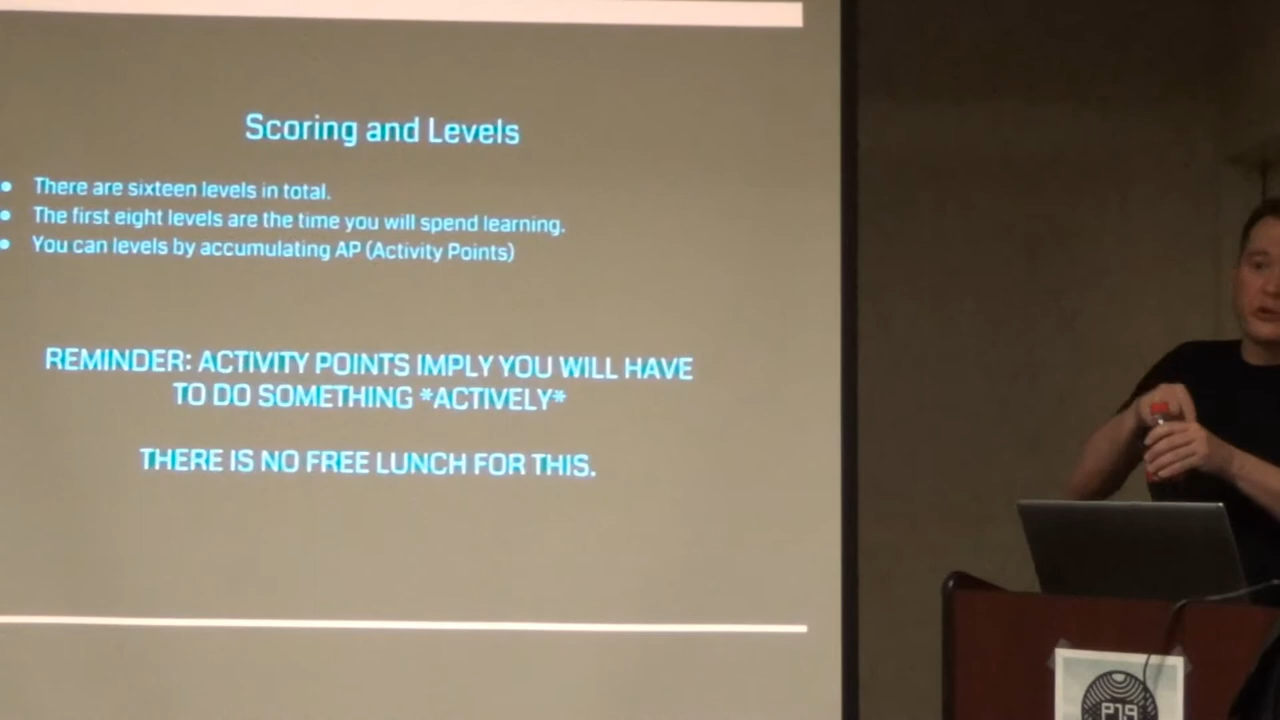 Scoring and Levels
There are sixteen levels in total.
The first eight levels are the time you will spend learning.
You can levels by accumulating AP (Activity Points)
REMINDER: ACTIVITY POINTS IMPLY YOU WILL HAVE
TO DO SOMETHING *ACTIVELY*
THERE IS NO FREE LUNCH FOR THIS.
P19